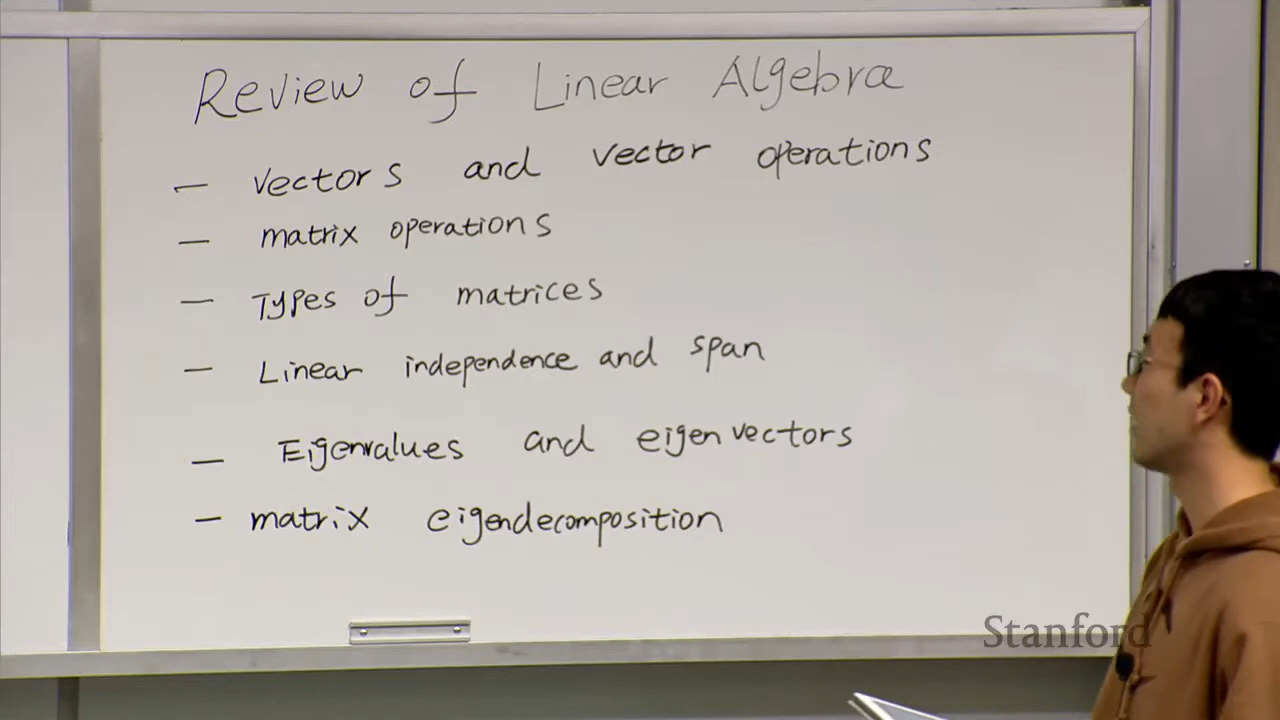 Review of Linear Algebra
- vectors and vector operations
- matrix operations
- Types of matrices
- Linear independence and span
- Eigenvalues and eigenvectors
- matrix eigendecomposition
Stanford